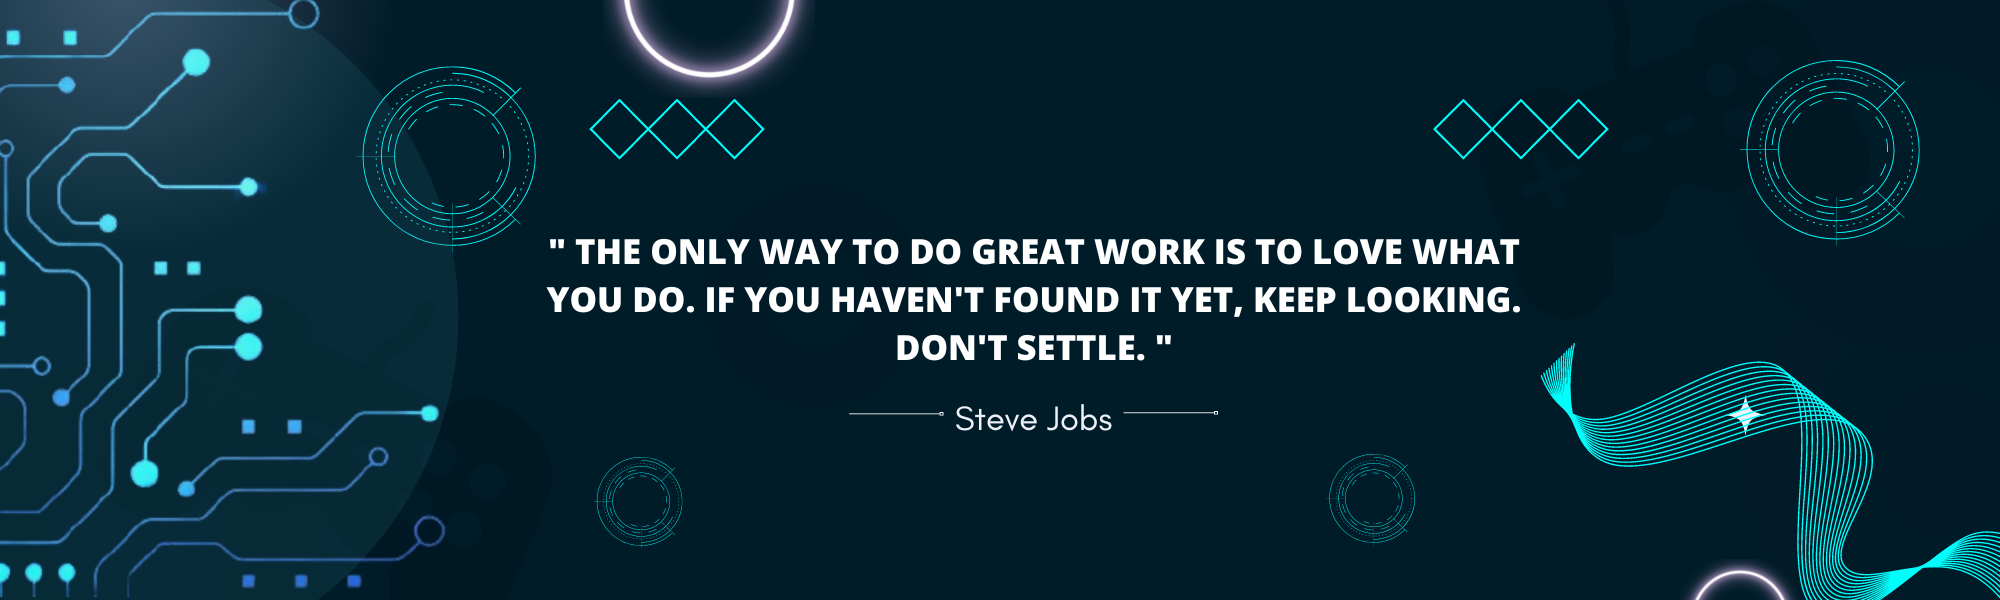 " THE ONLY WAY TO DO GREAT WORK IS TO LOVE WHAT
YOU DO. IF YOU HAVEN'T FOUND IT YET, KEEP LOOKING.
DON'T SETTLE. "
Steve Jobs